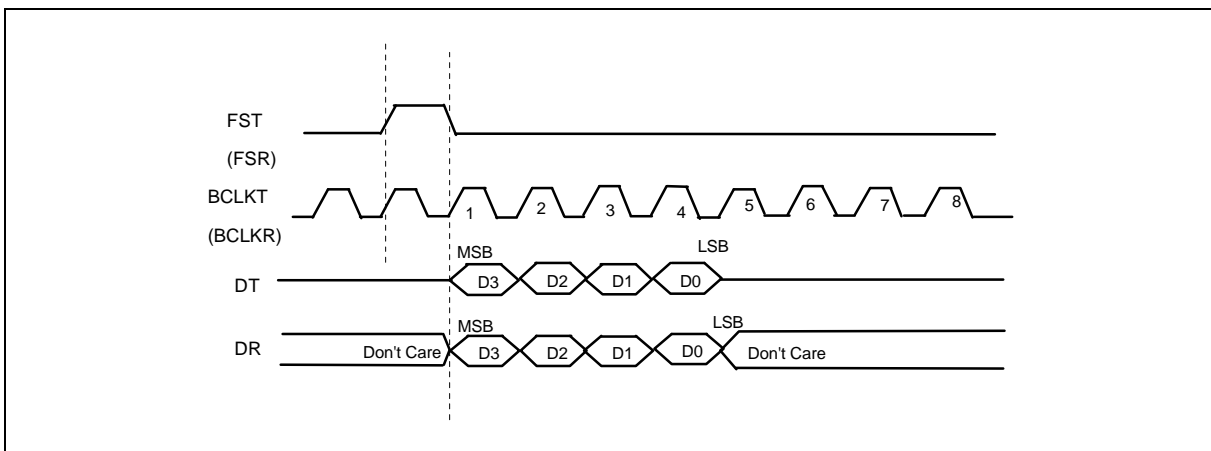 FST
(FSR)
BCLKT
(BCLKR)
1 2 3 4 5 6 7 8
MSB LSB
DT D3 D2 D1 D0
MSB LSB
DR Don't Care D3 D2 D1 D0 Don't Care